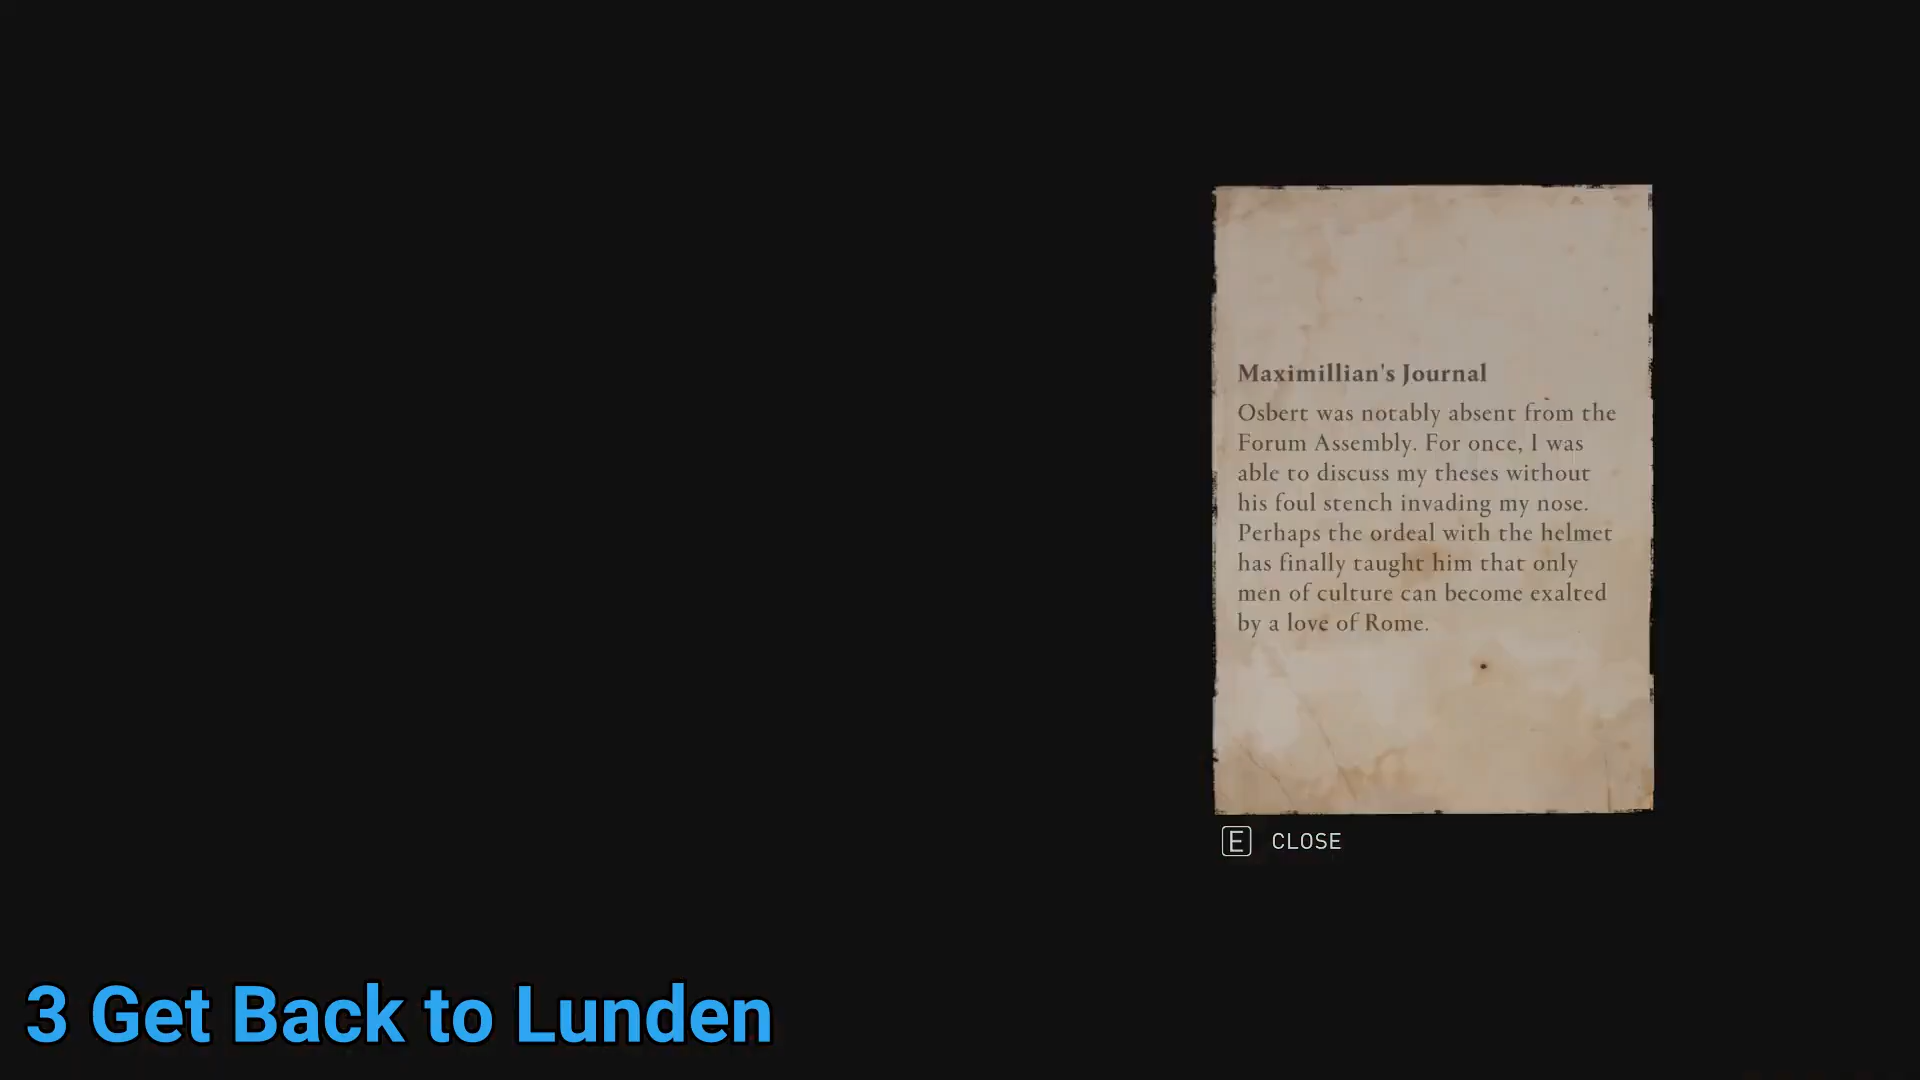 Maximillian's Journal
Osbert was notably absent from the
Forum Assembly. For once, I was
able to discuss my theses without
his foul stench invading my nose.
Perhaps the ordeal with the helmet
has finally taught him that only
men of culture can become exalted
by a love of Rome.
E CLOSE
3 Get Back to Lunden